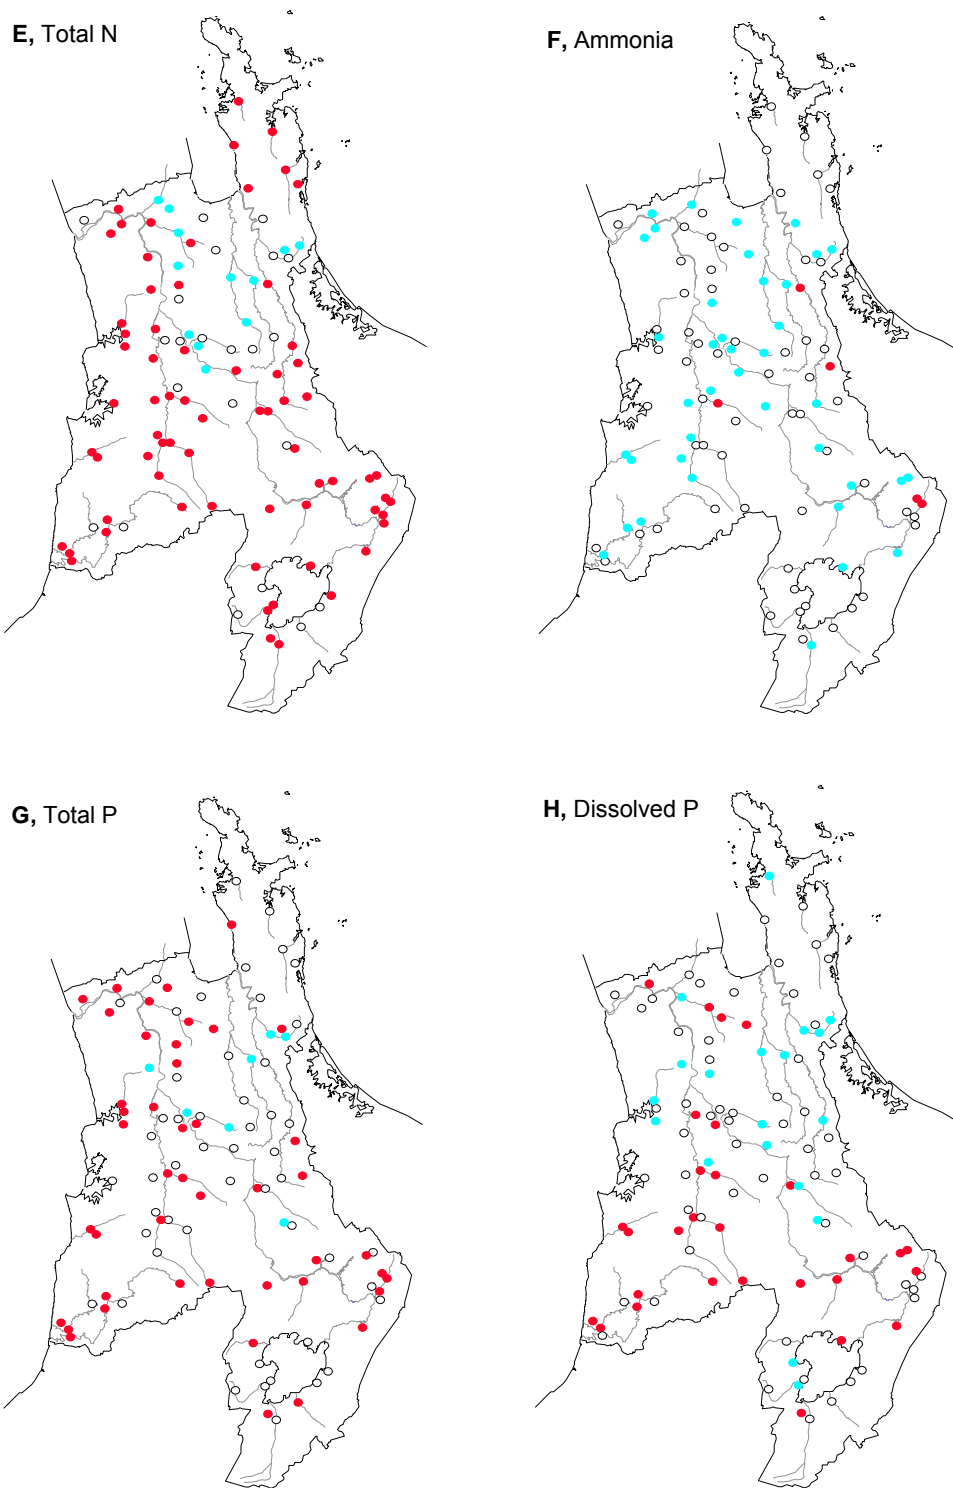 E, Total N
F, Ammonia
G, Total P
H, Dissolved P